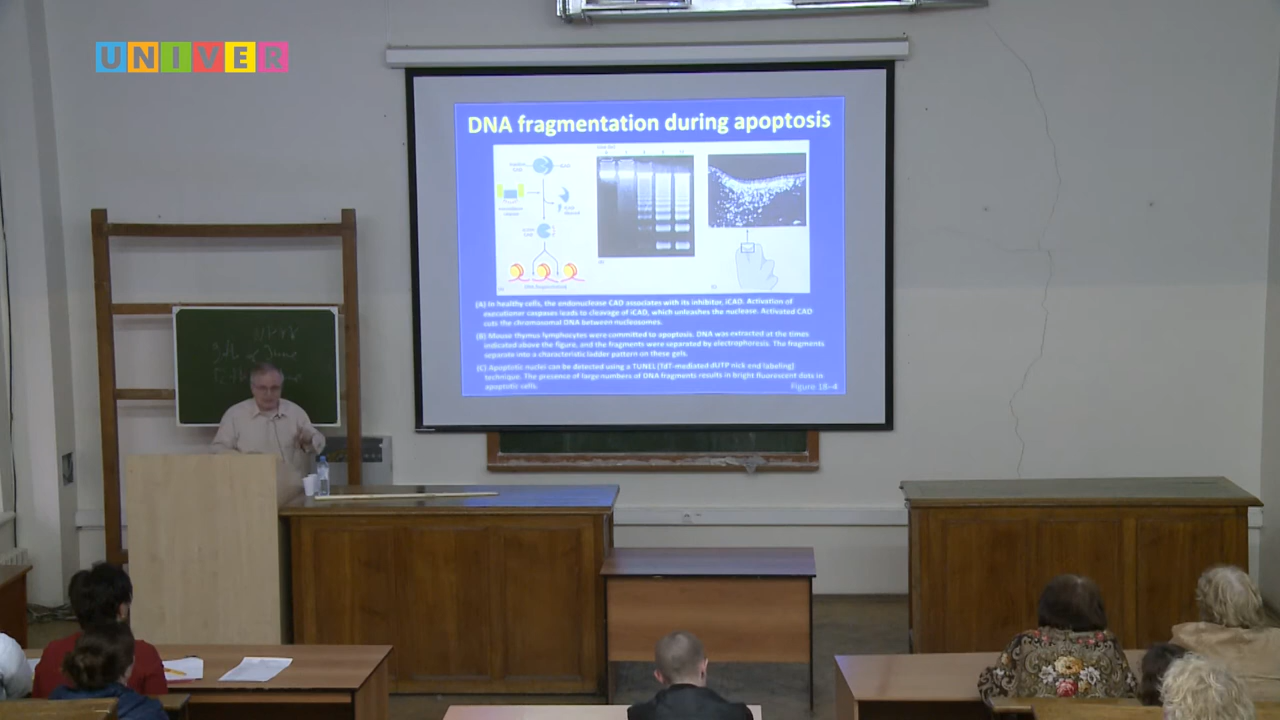 UNIVER
DNA fragmentation during apoptosis
(A) In healthy cells, the endonuclease CAD associates with its inhibitor, iCAD. Activation of
executioner caspases leads to cleavage of iCAD, which unleashes the nuclease. Activated CAD
cuts the chromosomal DNA between nucleosomes.
(B) Mouse thymus lymphocytes were committed to apoptosis. DNA was extracted at the times
indicated above the figure, and the fragments were separated by electrophoresis. The fragments
separate into a characteristic ladder pattern on these gels.
(C) Apoptotic nuclei can be detected using a TUNEL (TdT-mediated dUTP nick end labeling)
technique. The presence of large numbers of DNA fragments results in bright fluorescent dots in
apoptotic cells.
Figure 18–4